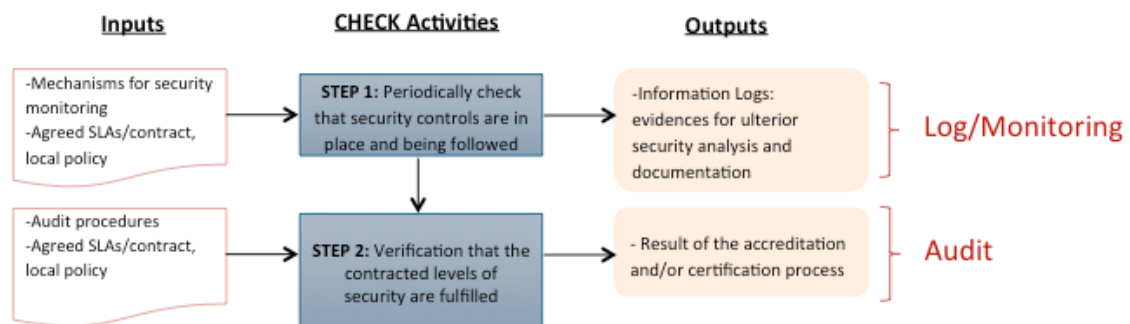 Inputs
CHECK Activities
Outputs
-Mechanisms for security
monitoring
-Agreed SLAs/contract,
local policy
STEP 1: Periodically check
that security controls are in
place and being followed
-Information Logs:
evidences for ulterior
security analysis and
documentation
Log/Monitoring
-Audit procedures
-Agreed SLAs/contract,
local policy
STEP 2: Verification that the
contracted levels of
security are fulfilled
- Result of the accreditation
and/or certification process
Audit